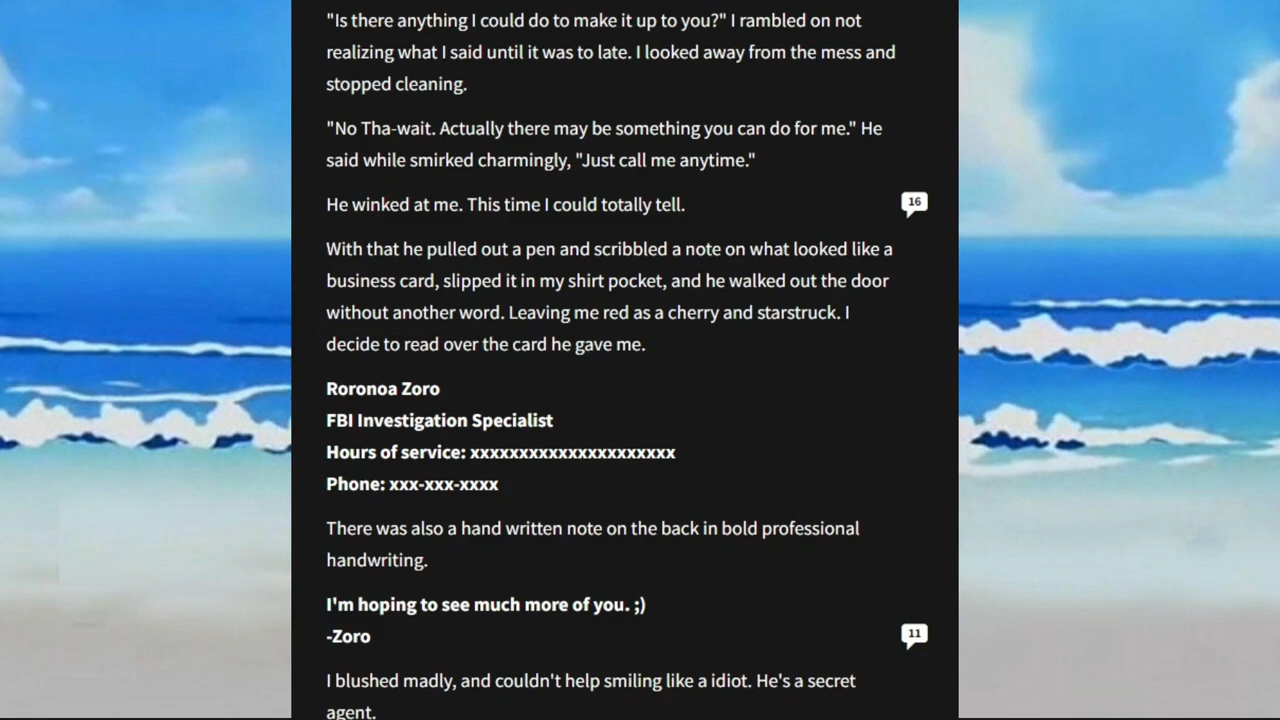 "Is there anything I could do to make it up to you?" I rambled on not
realizing what I said until it was to late. I looked away from the mess and
stopped cleaning.
"No Tha-wait. Actually there may be something you can do for me." He
said while smirked charmingly, "Just call me anytime."
He winked at me. This time I could totally tell.
16
With that he pulled out a pen and scribbled a note on what looked like a
business card, slipped it in my shirt pocket, and he walked out the door
without another word. Leaving me red as a cherry and starstruck. I
decide to read over the card he gave me.
Roronoa Zoro
FBI Investigation Specialist
Hours of service: xxxxxxxxxxxxxxxxxxxxx
Phone: xxx-xxx-xxxx
There was also a hand written note on the back in bold professional
handwriting.
I'm hoping to see much more of you. ;)
-Zoro
11
I blushed madly, and couldn't help smiling like a idiot. He's a secret
agent.